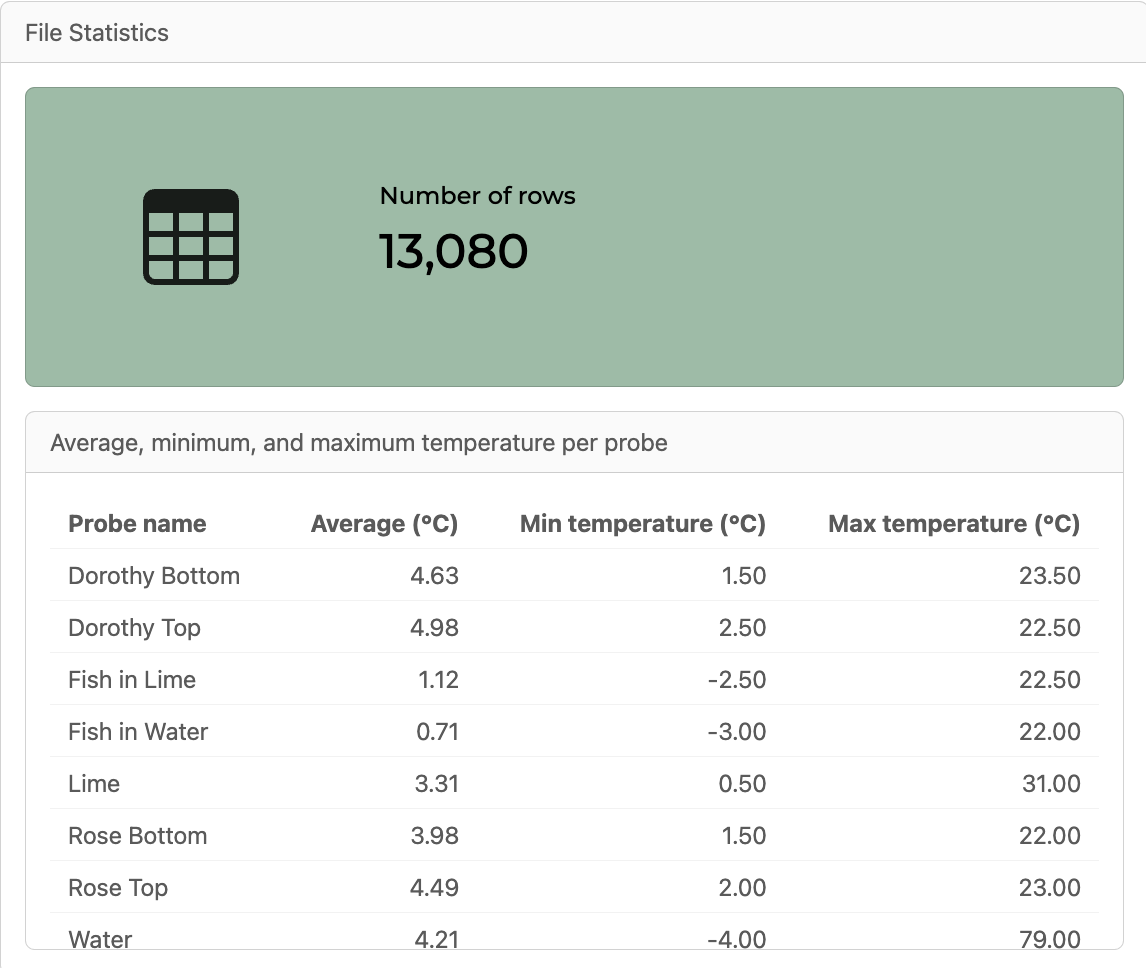 File Statistics
Number of rows
13,080
Average, minimum, and maximum temperature per probe
Probe name Average (°C) Min temperature (°C) Max temperature (°C)
Dorothy Bottom 4.63 1.50 23.50
Dorothy Top 4.98 2.50 22.50
Fish in Lime 1.12 -2.50 22.50
Fish in Water 0.71 -3.00 22.00
Lime 3.31 0.50 31.00
Rose Bottom 3.98 1.50 22.00
Rose Top 4.49 2.00 23.00
Water 4.21 -4.00 79.00